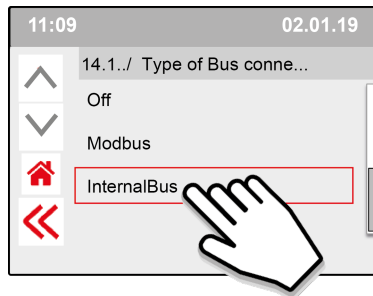 11:09 02.01.19
14.1../ Type of Bus conne...
Off
Modbus
InternalBus